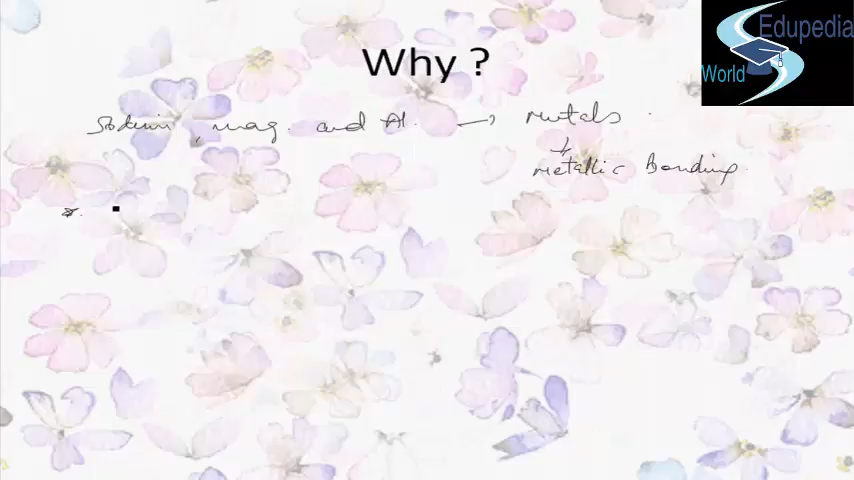 Edupedia
World
Why ?
Sodium, mag. and Al. → metals.
↓
metallic Bonding.
*.